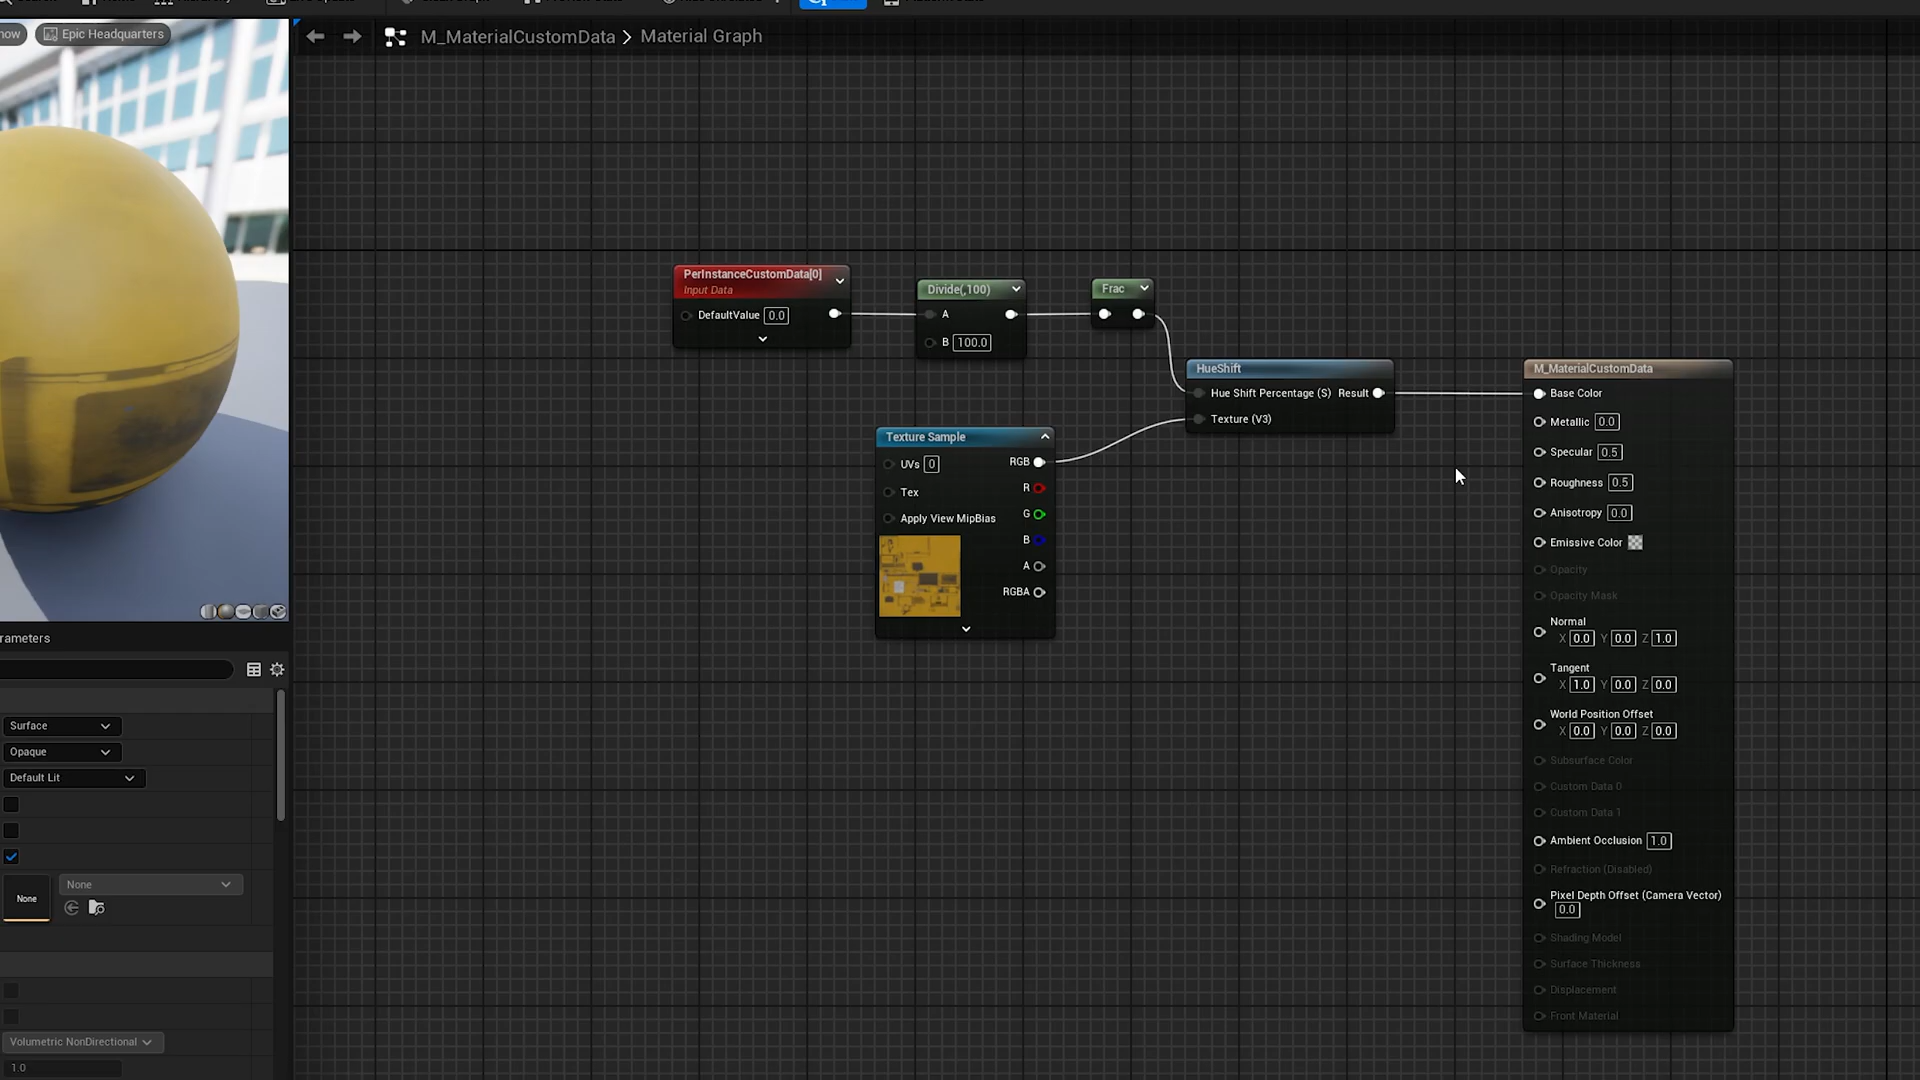 now
Epic Headquarters
M_MaterialCustomData
Material Graph
PerInstanceCustomData[0]
Input Data
DefaultValue 0.0
Divide(,100)
A
B 100.0
Frac
HueShift
Hue Shift Percentage (S) Result
Texture (V3)
Texture Sample
UVs 0
RGB
R
Tex
G
Apply View MipBias
B
A
RGBA
M_MaterialCustomData
Base Color
Metallic 0.0
Specular 0.5
Roughness 0.5
Anisotropy 0.0
Emissive Color
Opacity
Opacity Mask
Normal
X 0.0 Y 0.0 Z 1.0
Tangent
X 1.0 Y 0.0 Z 0.0
World Position Offset
X 0.0 Y 0.0 Z 0.0
Subsurface Color
Custom Data 0
Custom Data 1
Ambient Occlusion 1.0
Refraction (Disabled)
Pixel Depth Offset (Camera Vector)
0.0
Shading Model
Surface Thickness
Displacement
Front Material
rameters
Surface
Opaque
Default Lit
None
None
Volumetric NonDirectional
1.0